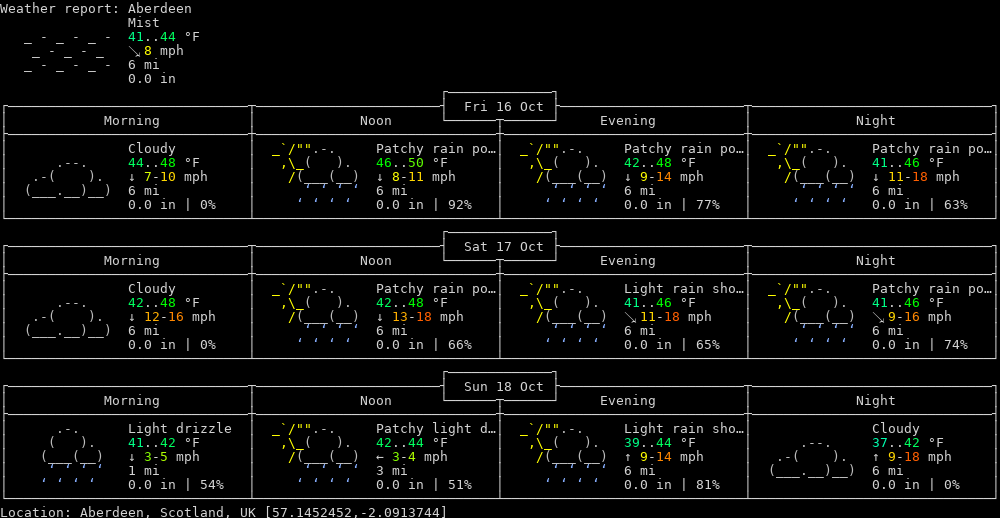 Weather report: Aberdeen
Mist
41..44 °F
↘ 8 mph
6 mi
0.0 in
Fri 16 Oct
Morning Noon Evening Night
Cloudy Patchy rain po… Patchy rain po… Patchy rain po…
44..48 °F 46..50 °F 42..48 °F 41..46 °F
↓ 7-10 mph ↓ 8-11 mph ↓ 9-14 mph ↓ 11-18 mph
6 mi 6 mi 6 mi 6 mi
0.0 in | 0% 0.0 in | 92% 0.0 in | 77% 0.0 in | 63%
Sat 17 Oct
Morning Noon Evening Night
Cloudy Patchy rain po… Light rain sho… Patchy rain po…
42..48 °F 42..48 °F 41..46 °F 41..46 °F
↓ 12-16 mph ↓ 13-18 mph ↘ 11-18 mph ↘ 9-16 mph
6 mi 6 mi 6 mi 6 mi
0.0 in | 0% 0.0 in | 66% 0.0 in | 65% 0.0 in | 74%
Sun 18 Oct
Morning Noon Evening Night
Light drizzle Patchy light d… Light rain sho… Cloudy
41..42 °F 42..44 °F 39..44 °F 37..42 °F
↓ 3-5 mph ← 3-4 mph ↑ 9-14 mph ↑ 9-18 mph
1 mi 3 mi 6 mi 6 mi
0.0 in | 54% 0.0 in | 51% 0.0 in | 81% 0.0 in | 0%
Location: Aberdeen, Scotland, UK [57.1452452,-2.0913744]